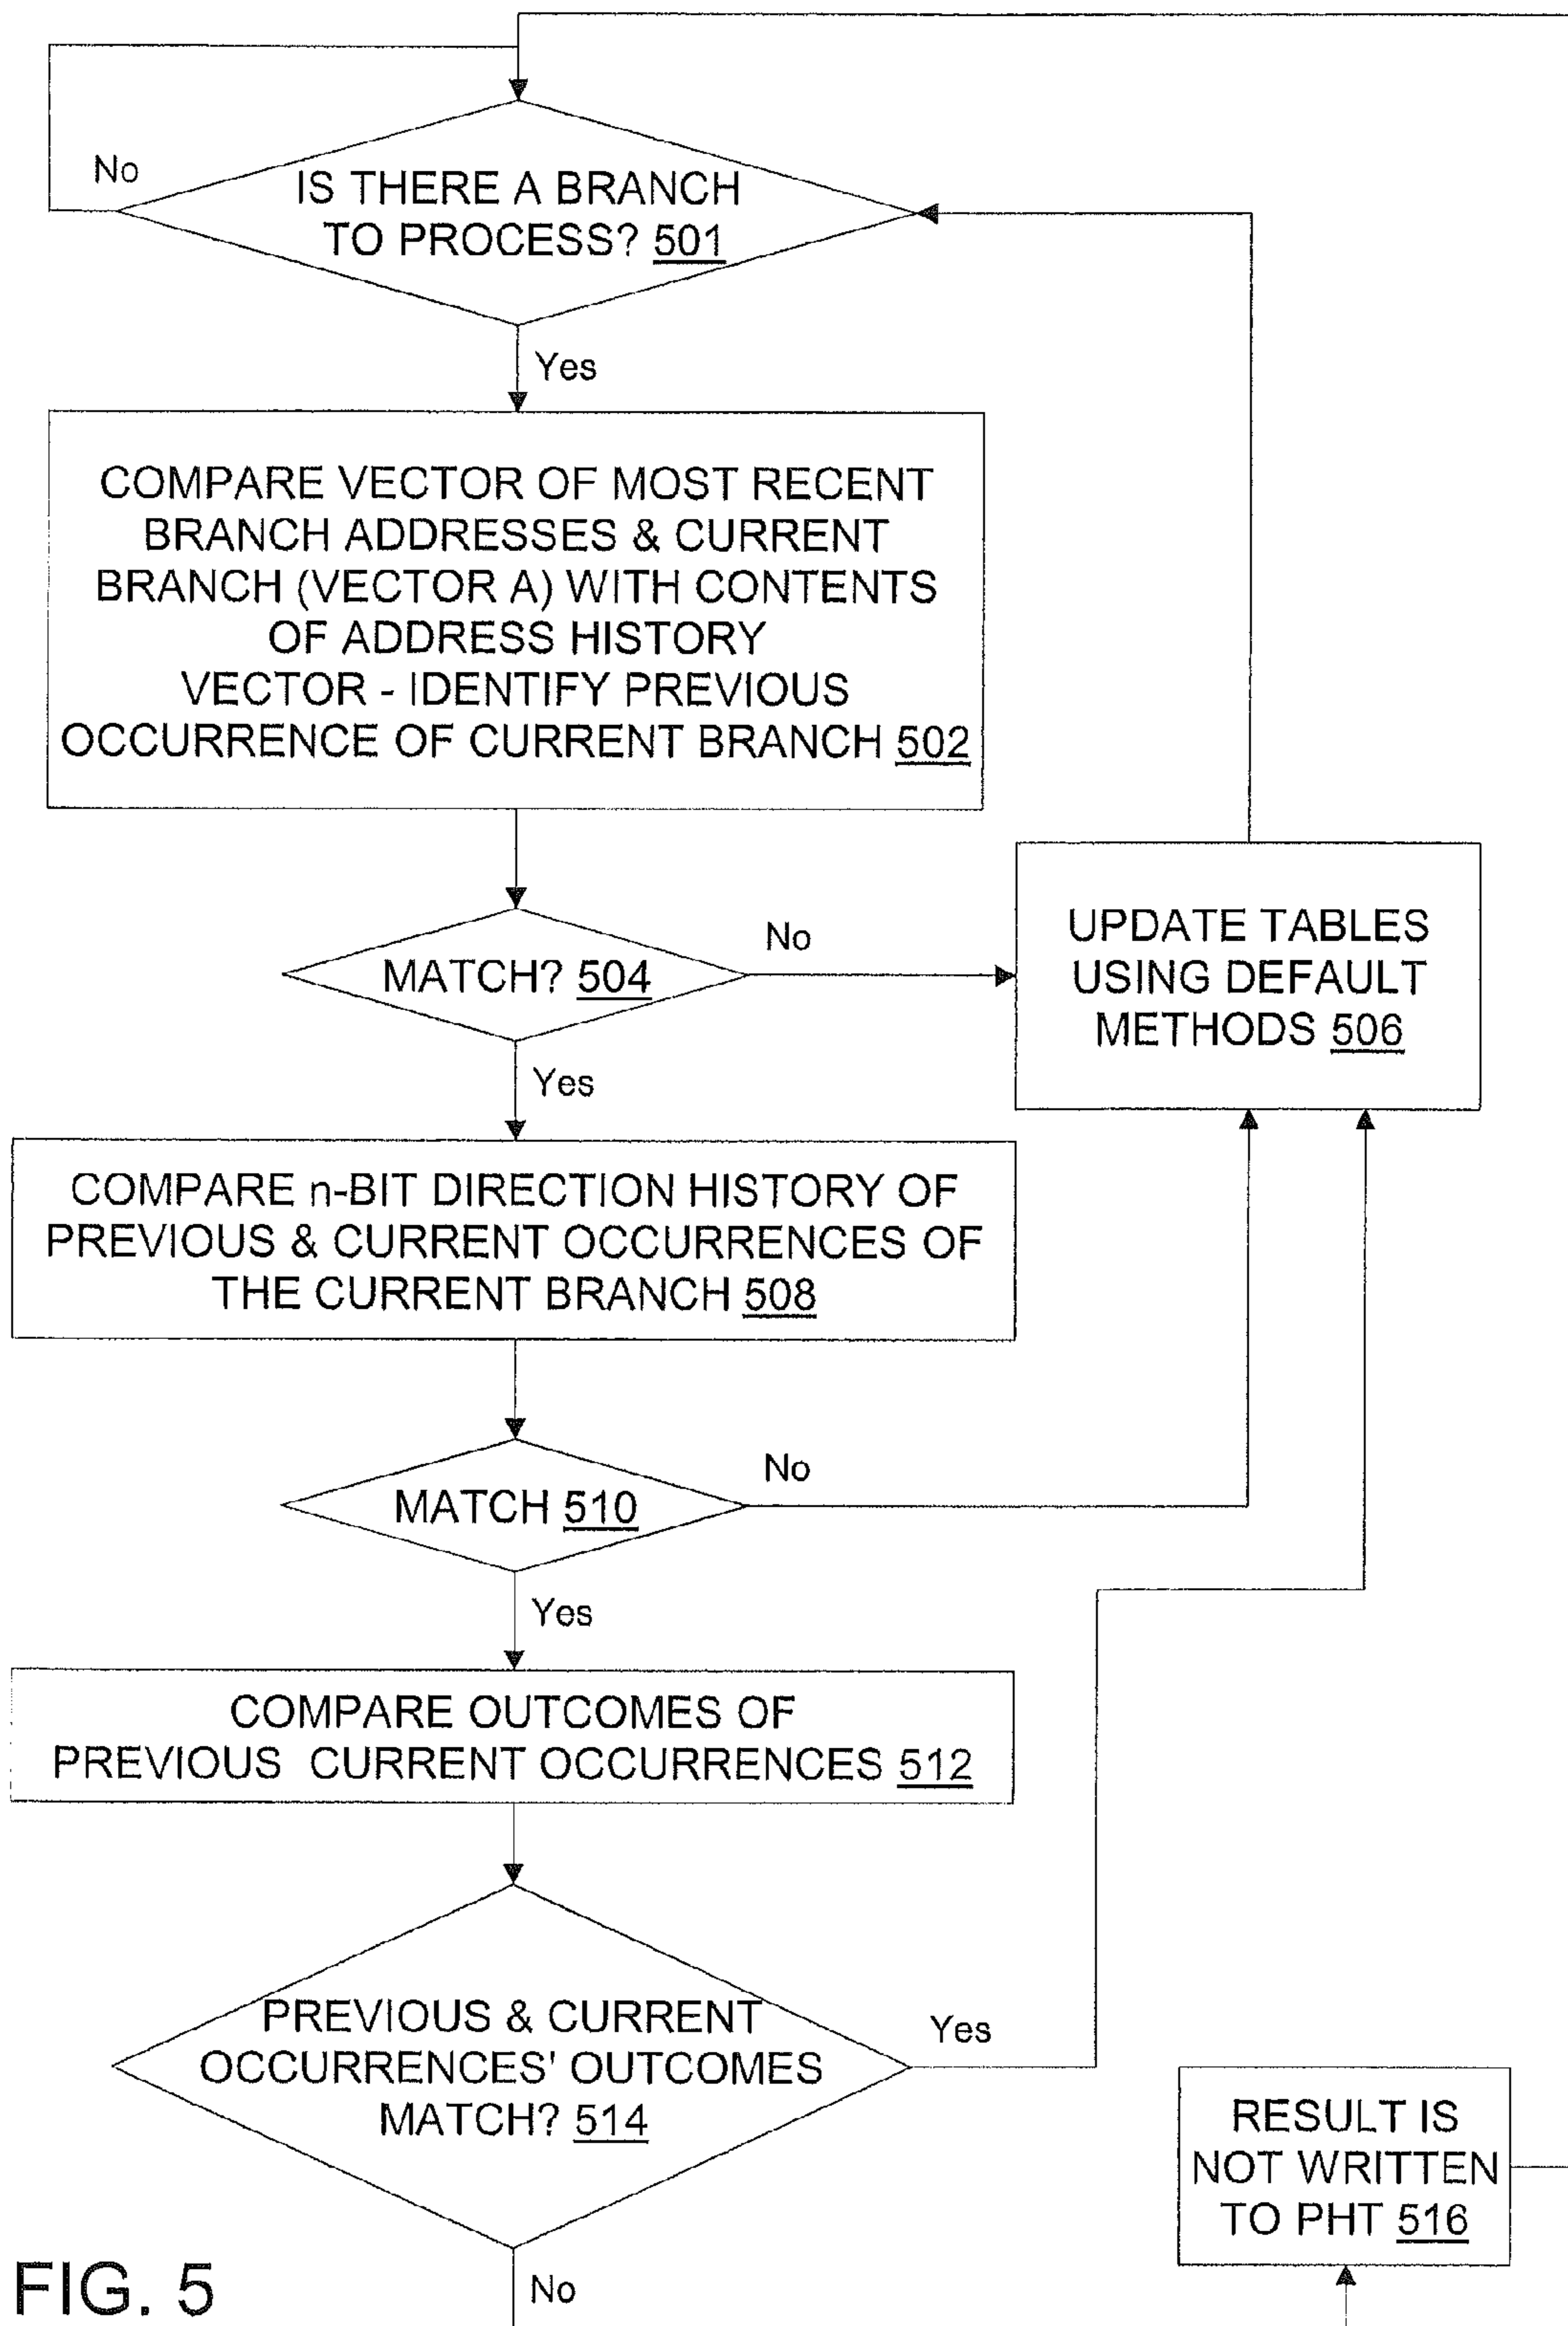 No
IS THERE A BRANCH
TO PROCESS? 501
Yes
COMPARE VECTOR OF MOST RECENT
BRANCH ADDRESSES & CURRENT
BRANCH (VECTOR A) WITH CONTENTS
OF ADDRESS HISTORY
VECTOR - IDENTIFY PREVIOUS
OCCURRENCE OF CURRENT BRANCH 502
MATCH? 504
No
UPDATE TABLES
USING DEFAULT
METHODS 506
Yes
COMPARE n-BIT DIRECTION HISTORY OF
PREVIOUS & CURRENT OCCURRENCES OF
THE CURRENT BRANCH 508
MATCH 510
No
Yes
COMPARE OUTCOMES OF
PREVIOUS CURRENT OCCURRENCES 512
PREVIOUS & CURRENT
OCCURRENCES' OUTCOMES
MATCH? 514
Yes
RESULT IS
NOT WRITTEN
TO PHT 516
No
FIG. 5